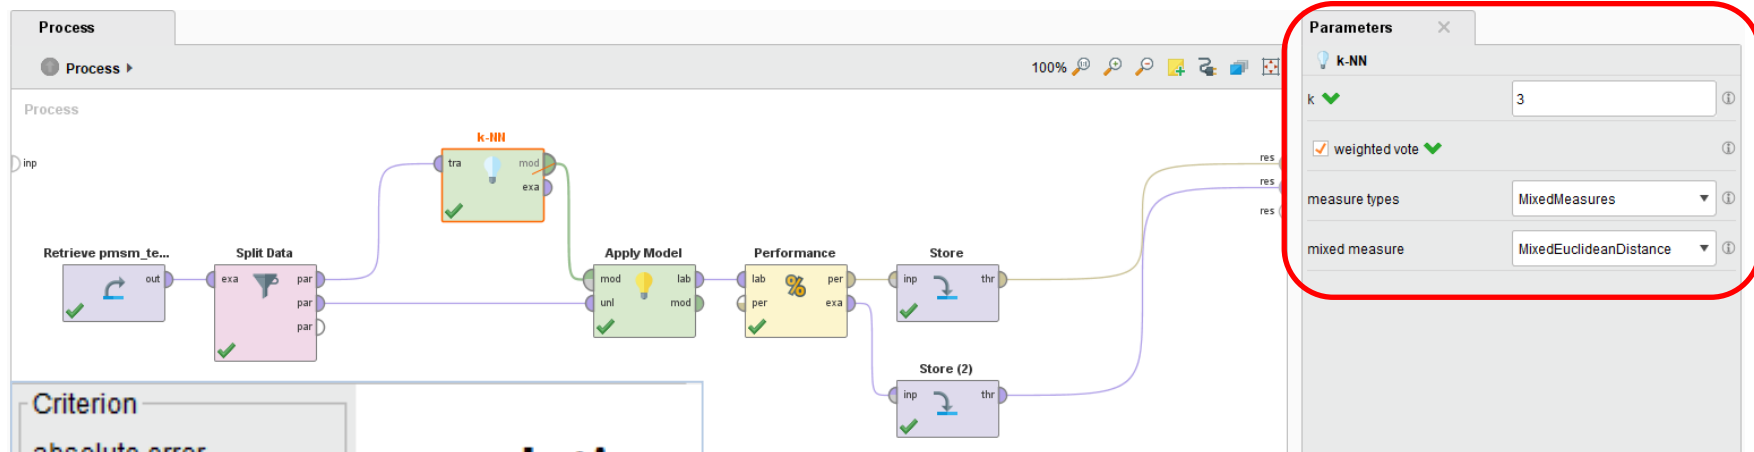 Process
Process
100%
Process
inp
k-NN
tra
mod
exa
res
res
res
Retrieve pmsm_te...
out
Split Data
exa
par
par
par
Apply Model
mod
lab
unl
mod
Performance
lab
per
per
exa
Store
inp
thr
Store (2)
inp
thr
Criterion
absolute error
Parameters
k-NN
k
3
weighted vote
measure types
MixedMeasures
mixed measure
MixedEuclideanDistance